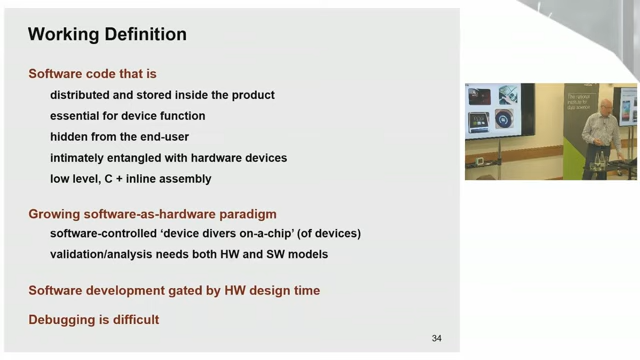 Working Definition
Software code that is
distributed and stored inside the product
essential for device function
hidden from the end-user
intimately entangled with hardware devices
low level, C + inline assembly
Growing software-as-hardware paradigm
software-controlled ‘device divers on-a-chip’ (of devices)
validation/analysis needs both HW and SW models
Software development gated by HW design time
Debugging is difficult
34